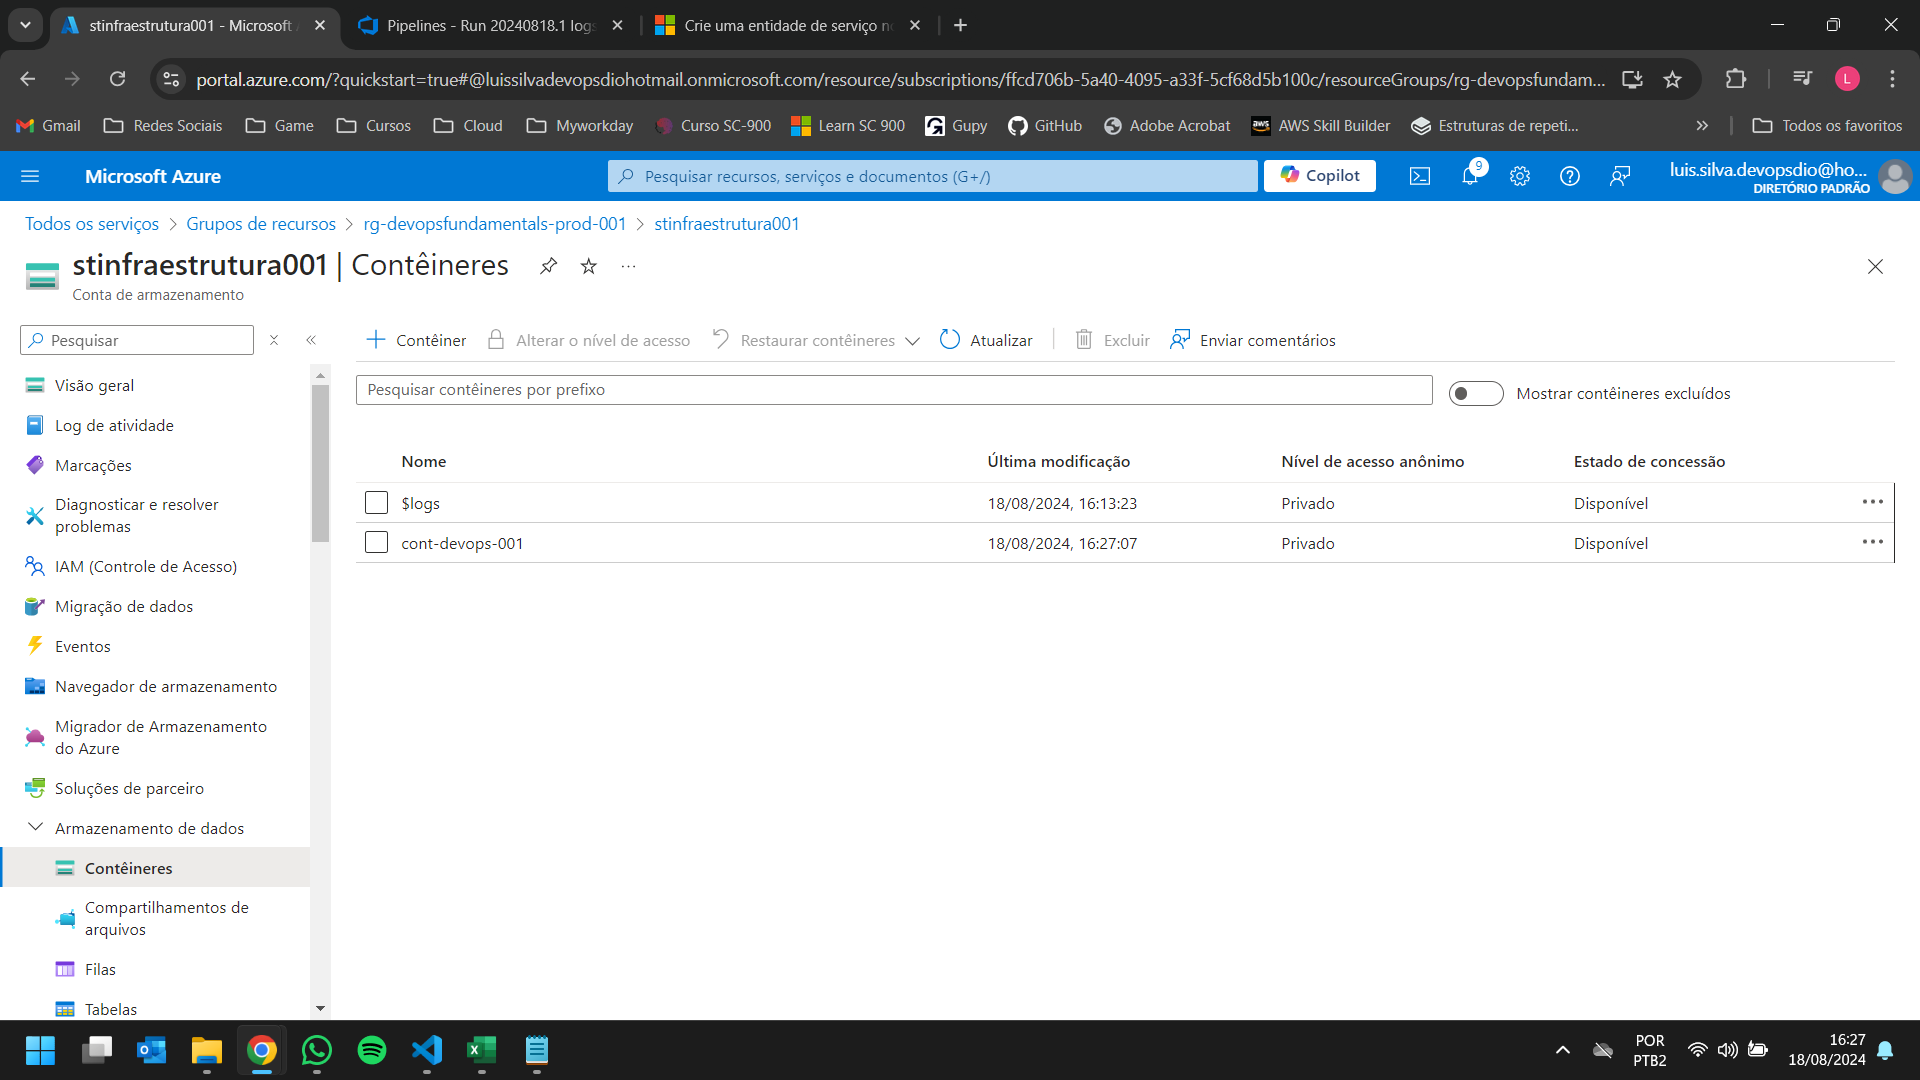 stinfraestrutura001 - Microsoft
Pipelines - Run 20240818.1 logs
Crie uma entidade de serviço no
portal.azure.com/?quickstart=true#@luissilvadevopsdiohotmail.onmicrosoft.com/resource/subscriptions/ffcd706b-5a40-4095-a33f-5cf68d5b100c/resourceGroups/rg-devopsfundam...
L
Gmail
Redes Sociais
Game
Cursos
Cloud
Myworkday
Curso SC-900
Learn SC 900
Gupy
GitHub
Adobe Acrobat
aws
AWS Skill Builder
Estruturas de repeti...
Todos os favoritos
Microsoft Azure
Pesquisar recursos, serviços e documentos (G+/)
Copilot
9
luis.silva.devopsdio@ho...
DIRETÓRIO PADRÃO
Todos os serviços > Grupos de recursos > rg-devopsfundamentals-prod-001 > stinfraestrutura001
stinfraestrutura001 | Contêineres
Conta de armazenamento
Pesquisar
Contêiner
Alterar o nível de acesso
Restaurar contêineres
Atualizar
Excluir
Enviar comentários
Pesquisar contêineres por prefixo
Mostrar contêineres excluídos
Visão geral
Log de atividade
Marcações
Diagnosticar e resolver
problemas
IAM (Controle de Acesso)
Migração de dados
Eventos
Navegador de armazenamento
Migrador de Armazenamento
do Azure
Soluções de parceiro
Armazenamento de dados
Contêineres
Compartilhamentos de
arquivos
Filas
Tabelas
Nome Última modificação Nível de acesso anônimo Estado de concessão
$logs 18/08/2024, 16:13:23 Privado Disponível
cont-devops-001 18/08/2024, 16:27:07 Privado Disponível
POR
PTB2
16:27
18/08/2024